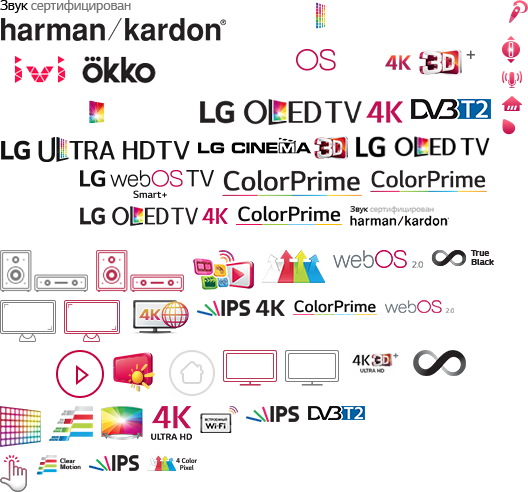 Звук сертифицирован
harman/kardon®
OS
4K 3D +
ivi ökko
LG OLED TV 4K DVB T2
LG ULTRA HDTV LG CINEMA 3D LG OLED TV
LG webOS TV ColorPrime ColorPrime
Smart+
LG OLED TV 4K ColorPrime Звук сертифицирован
harman/kardon®
webOS 2.0 True
Black
4K IPS 4K ColorPrime webOS 2.0
4K 3D +
ULTRA HD
4K
ULTRA HD
ВСТРОЕННЫЙ
Wi-Fi
IPS DVB T2
Clear
Motion
IPS
4 Color
Pixel